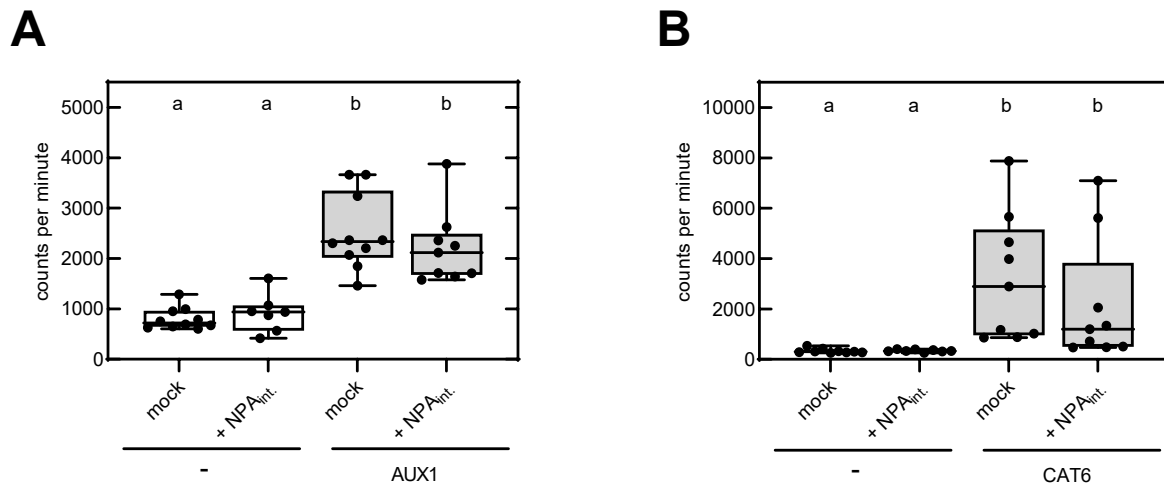 A
counts per minute
5000
4000
3000
2000
1000
0
a a b b
mock
+ NPAint.
mock
+ NPAint.
-
AUX1
B
counts per minute
10000
8000
6000
4000
2000
0
a a b b
mock
+ NPAint.
mock
+ NPAint.
-
CAT6